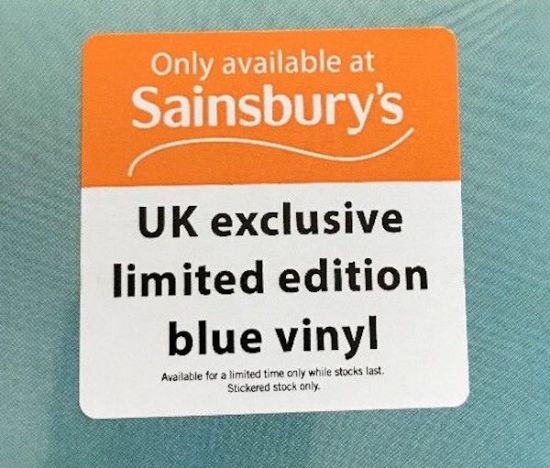 Only available at
Sainsbury's
UK exclusive
limited edition
blue vinyl
Available for a limited time only while stocks last.
Stickered stock only.